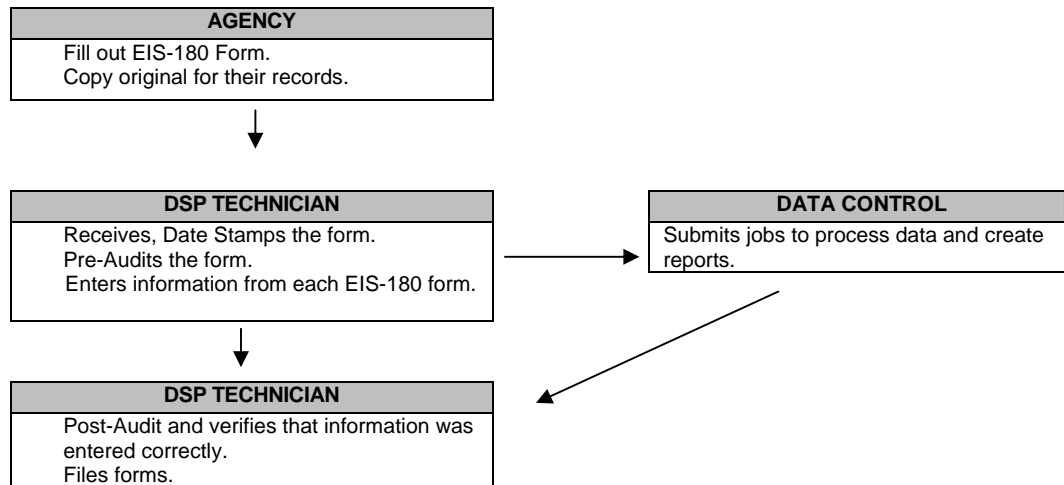 AGENCY
Fill out EIS-180 Form.
Copy original for their records.
DSP TECHNICIAN
Receives, Date Stamps the form.
Pre-Audits the form.
Enters information from each EIS-180 form.
DATA CONTROL
Submits jobs to process data and create
reports.
DSP TECHNICIAN
Post-Audit and verifies that information was
entered correctly.
Files forms.